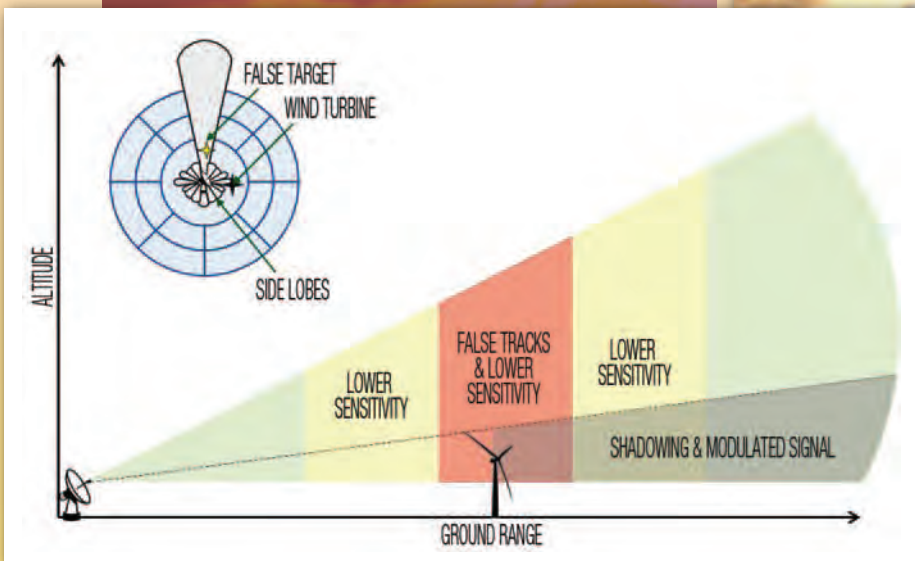 FALSE TARGET
WIND TURBINE
SIDE LOBES
ALTITUDE
LOWER
SENSITIVITY
FALSE TRACKS
& LOWER
SENSITIVITY
LOWER
SENSITIVITY
SHADOWING & MODULATED SIGNAL
GROUND RANGE